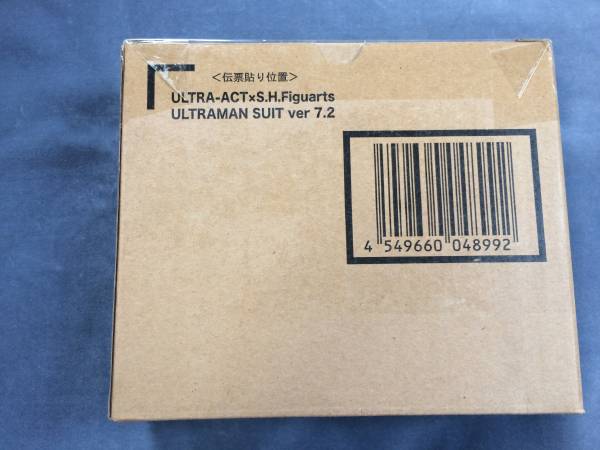 ＜伝票貼り位置＞
ULTRA-ACT×S.H.Figuarts
ULTRAMAN SUIT ver 7.2
4 549660 048992